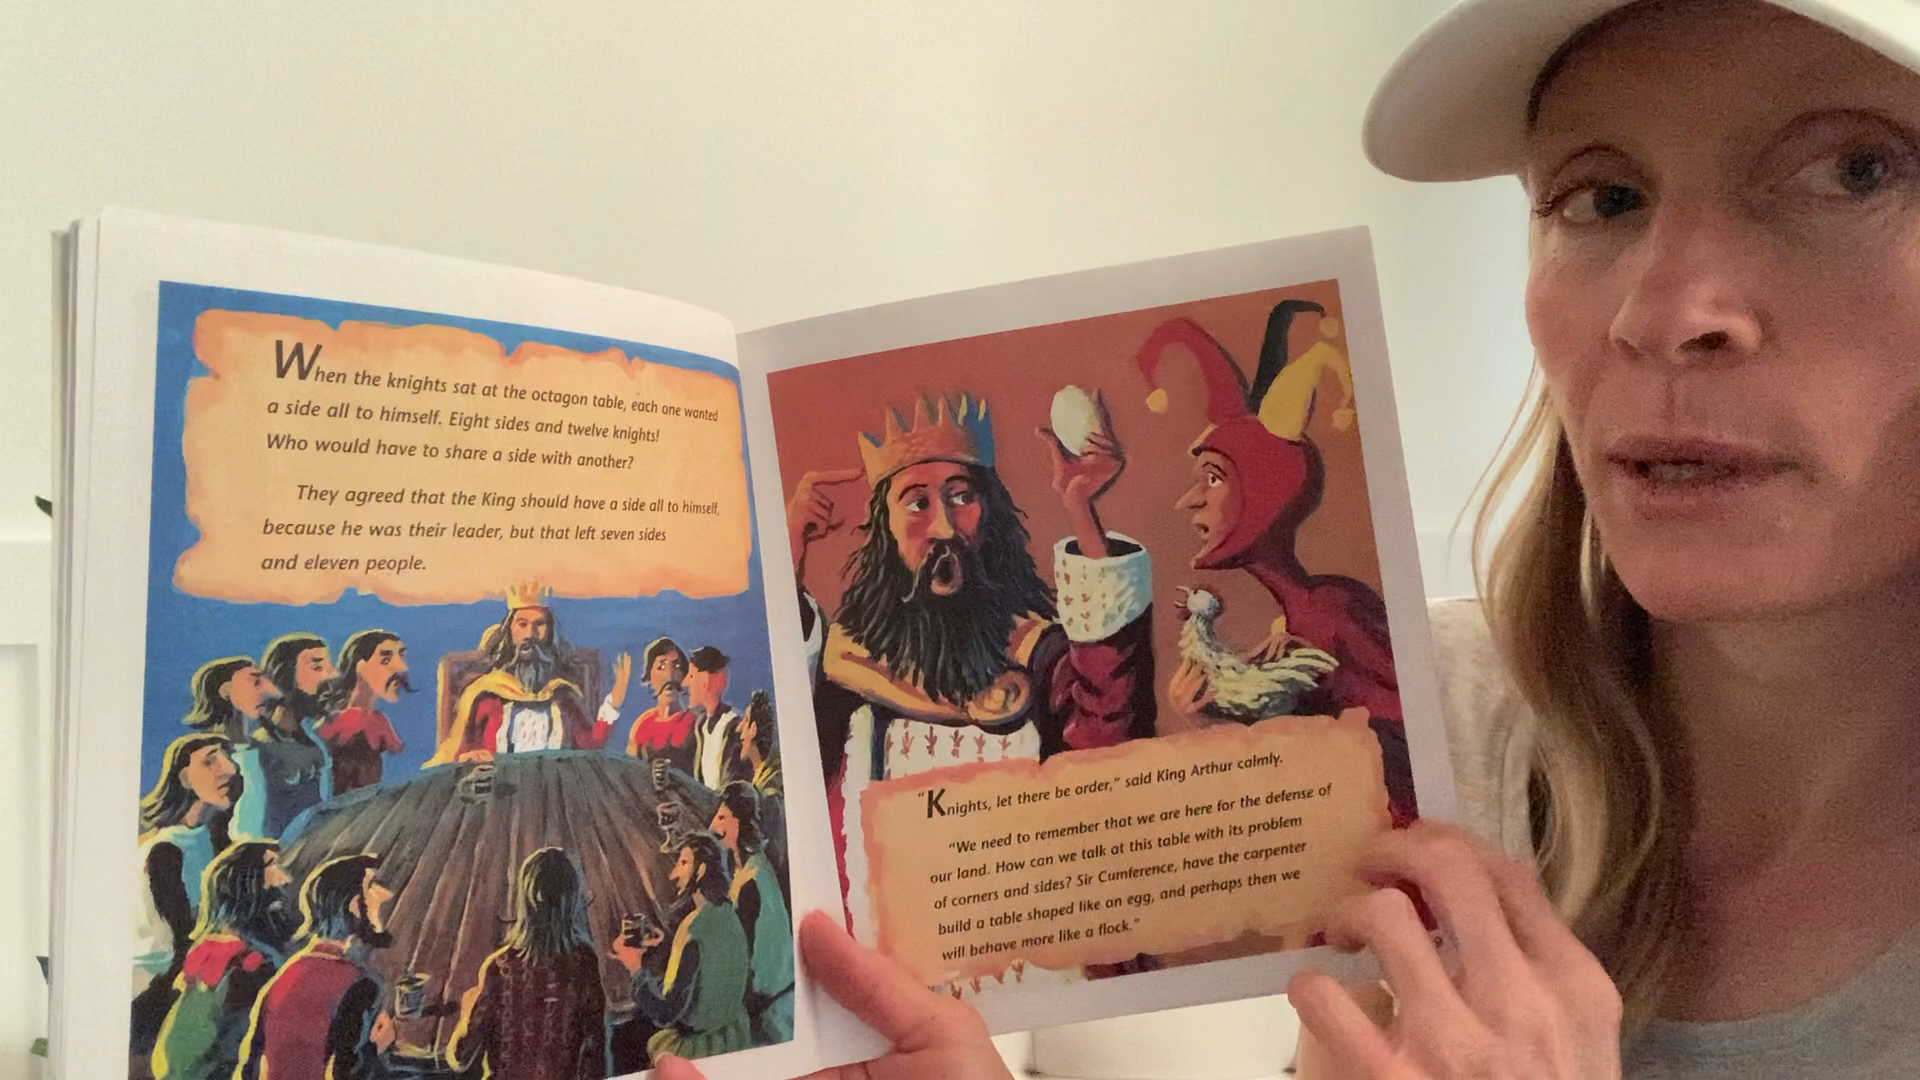 When the knights sat at the octagon table, each one wanted
a side all to himself. Eight sides and twelve knights!
Who would have to share a side with another?
They agreed that the King should have a side all to himself,
because he was their leader, but that left seven sides
and eleven people.
"Knights, let there be order," said King Arthur calmly.
"We need to remember that we are here for the defense of
our land. How can we talk at this table with its problem
of corners and sides? Sir Cumference, have the carpenter
build a table shaped like an egg, and perhaps then we
will behave more like a flock."